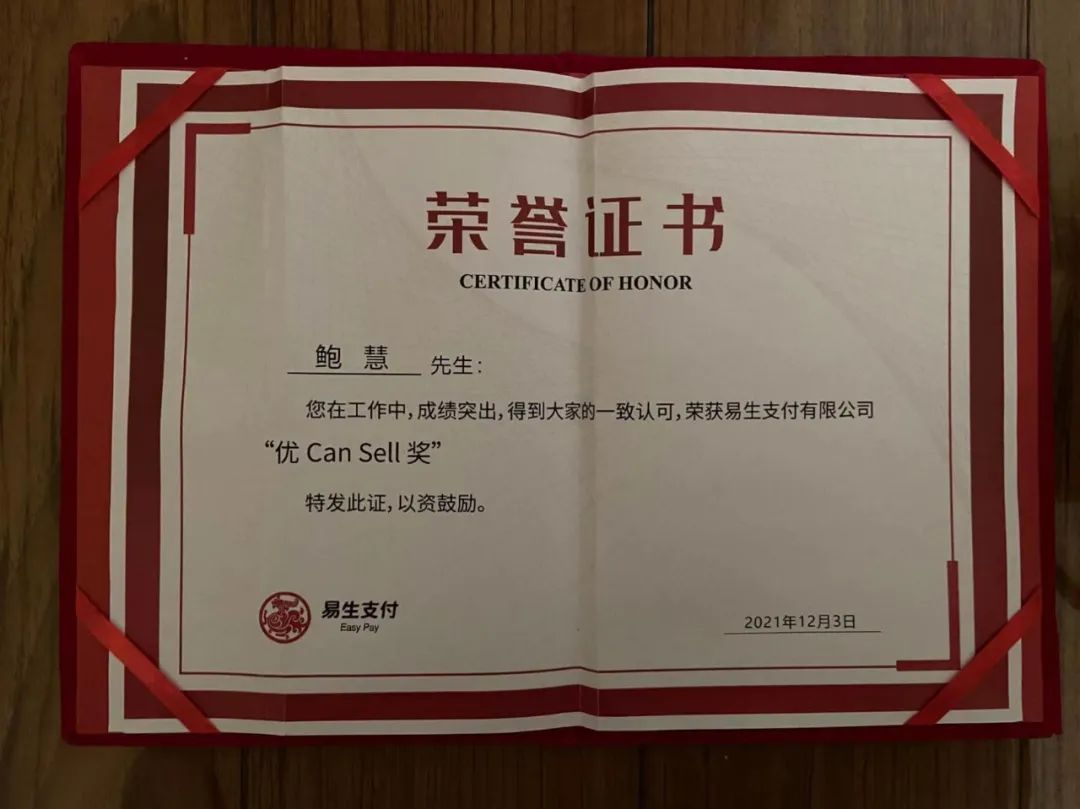 荣誉证书
CERTIFICATE OF HONOR
鲍 慧 先生：
您在工作中，成绩突出，得到大家的一致认可，荣获易生支付有限公司
“优 Can Sell 奖”
特发此证，以资鼓励。
易生支付
Easy Pay
2021年12月3日